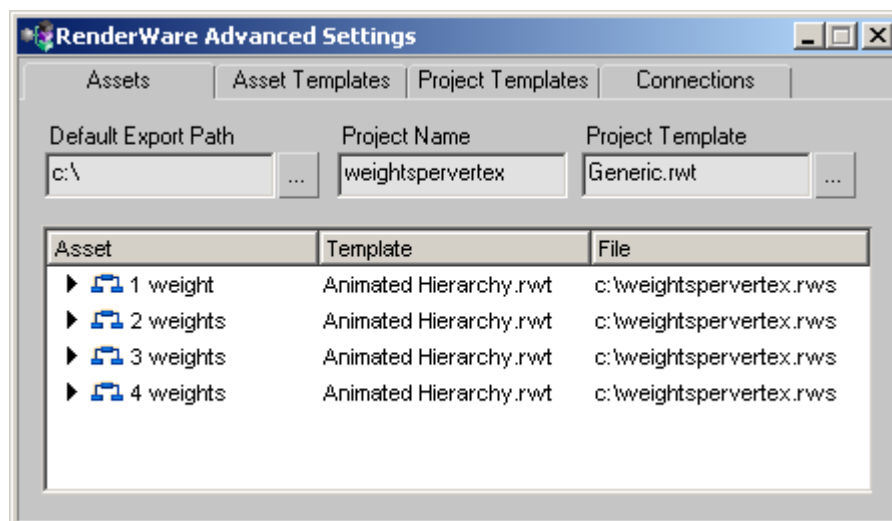 RenderWare Advanced Settings
Assets Asset Templates Project Templates Connections
Default Export Path Project Name Project Template
c:\ ... weightspervertex Generic.rwt ...
Asset Template File
1 weight Animated Hierarchy.rwt c:\weightspervertex.rws
2 weights Animated Hierarchy.rwt c:\weightspervertex.rws
3 weights Animated Hierarchy.rwt c:\weightspervertex.rws
4 weights Animated Hierarchy.rwt c:\weightspervertex.rws